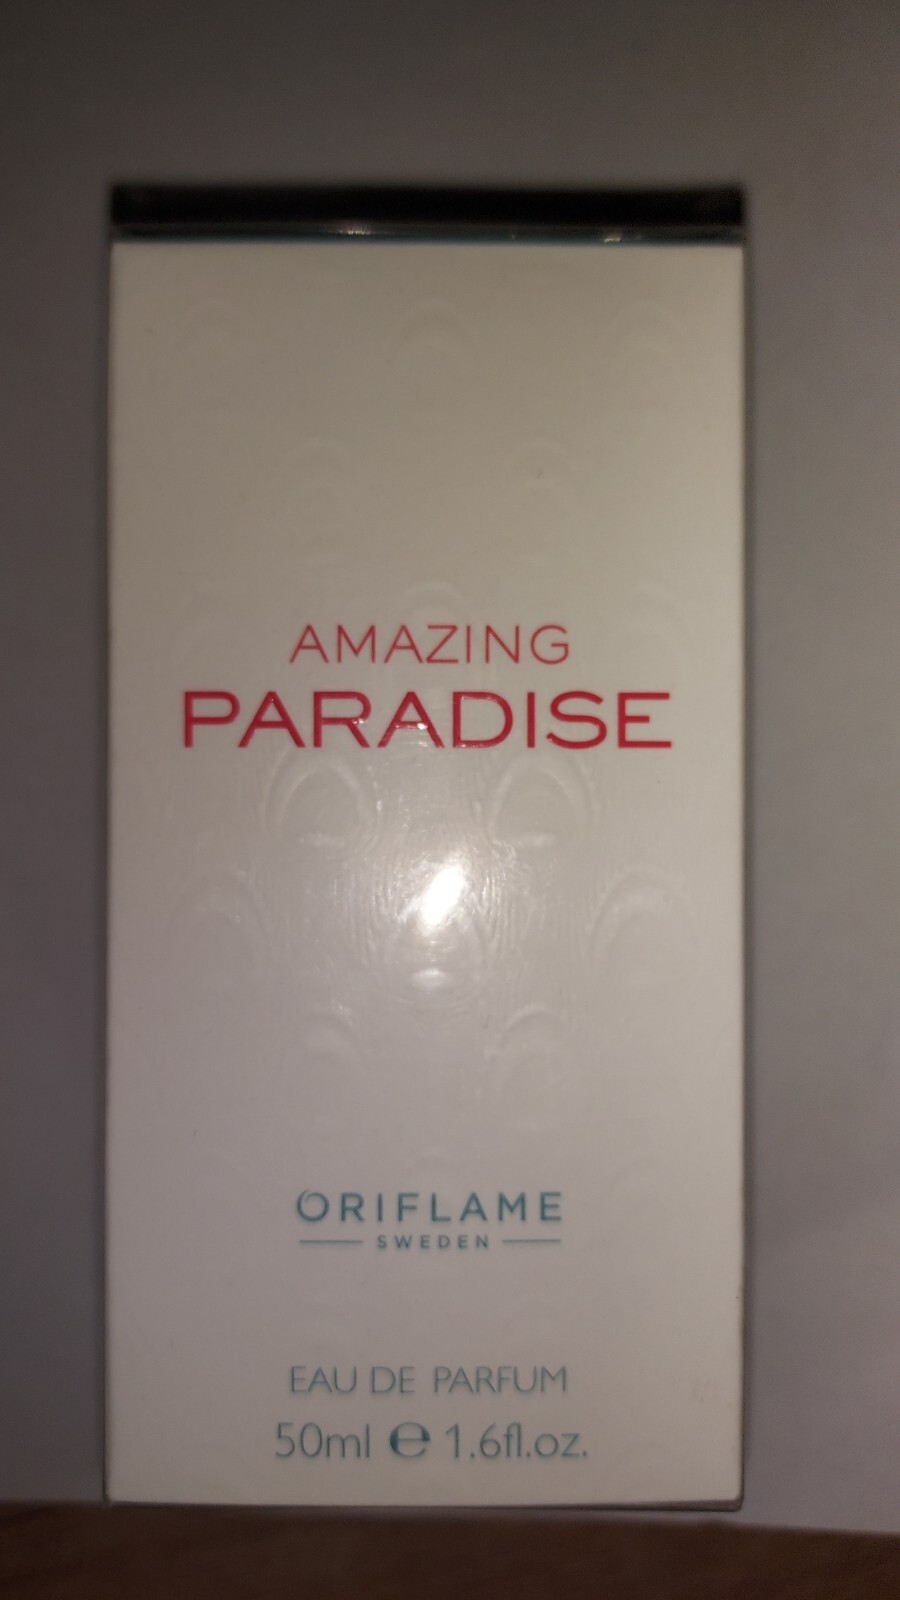 AMAZING
PARADISE
ORIFLAME
SWEDEN
EAU DE PARFUM
50ml ℮ 1.6fl.oz.